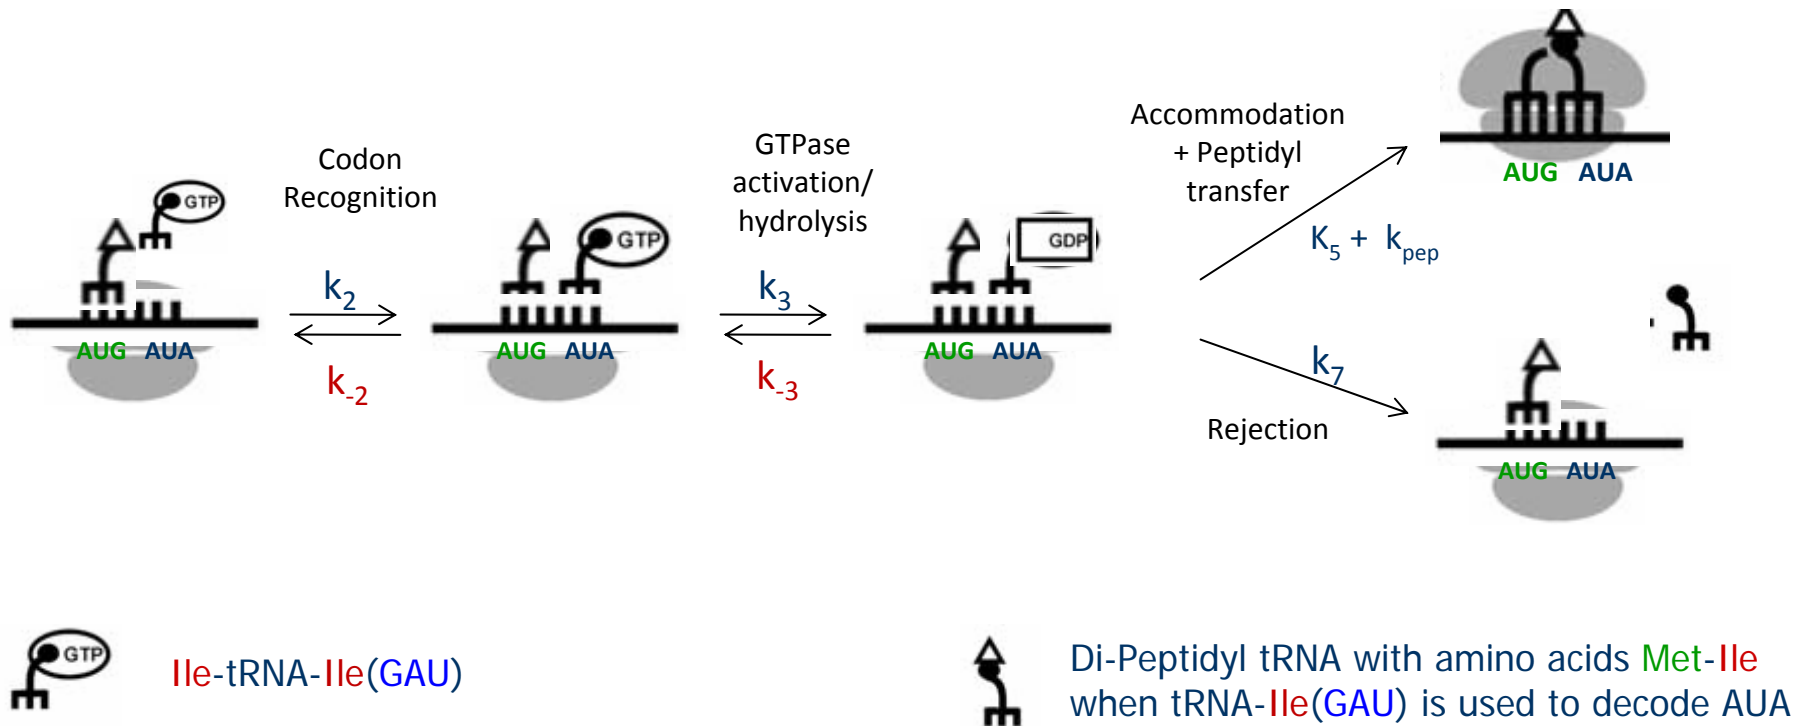 Codon
Recognition
GTPase
activation/
hydrolysis
Accommodation
+ Peptidyl
transfer
GTP
GTP
GDP
k2
k-2
k3
k-3
K5 + kpep
k7
Rejection
AUG AUA
AUG AUA
AUG AUA
AUG AUA
AUG AUA
GTP
Ile-tRNA-Ile(GAU)
Di-Peptidyl tRNA with amino acids Met-Ile
when tRNA-Ile(GAU) is used to decode AUA